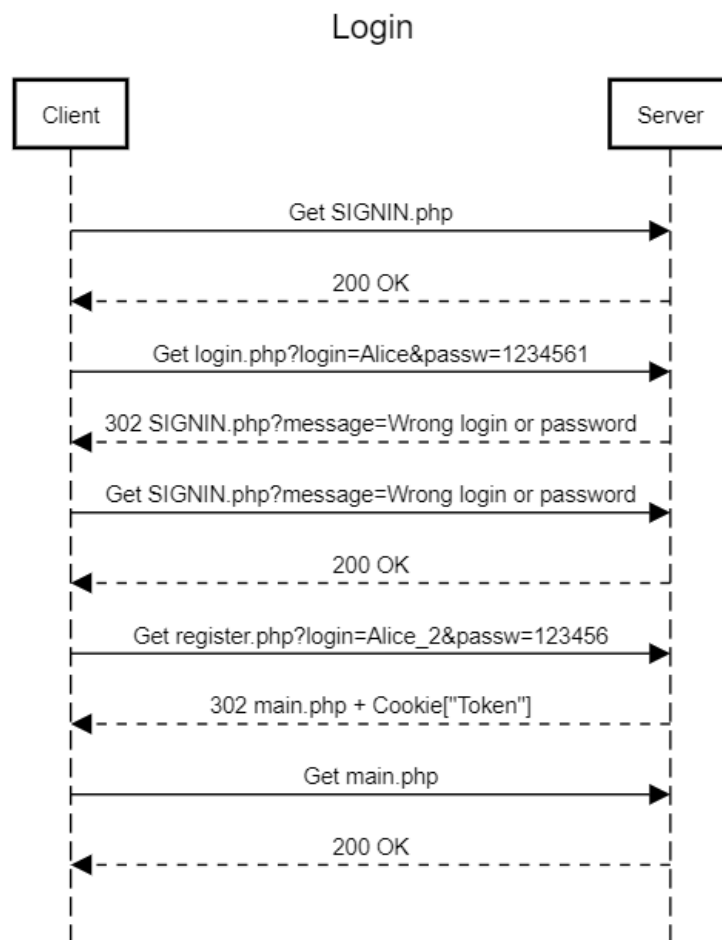 Login
Client
Server
Get SIGNIN.php
200 OK
Get login.php?login=Alice&passw=1234561
302 SIGNIN.php?message=Wrong login or password
Get SIGNIN.php?message=Wrong login or password
200 OK
Get register.php?login=Alice_2&passw=123456
302 main.php + Cookie["Token"]
Get main.php
200 OK